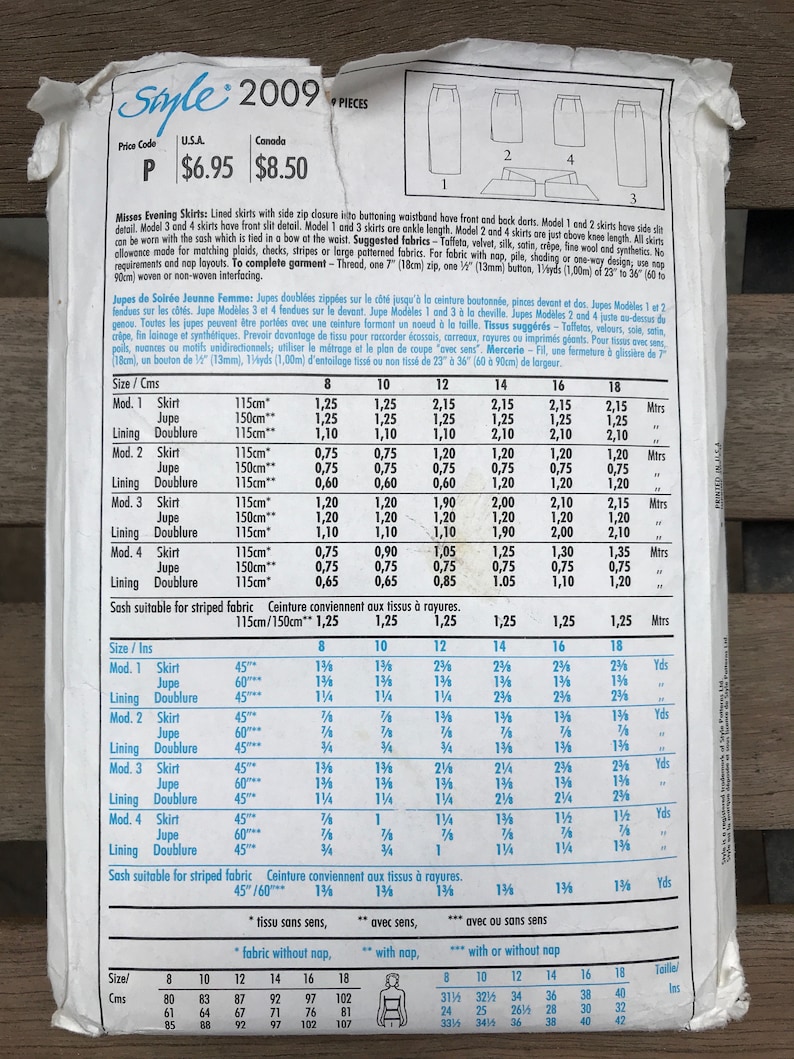 Style® 2009 9 PIECES
Price Code P U.S.A. $6.95 Canada $8.50
1 2 4 3
Misses Evening Skirts: Lined skirts with side zip closure into buttoning waistband have front and back darts. Model 1 and 2 skirts have side slit
detail. Model 3 and 4 skirts have front slit detail. Model 1 and 3 skirts are ankle length. Model 2 and 4 skirts are just above knee length. All skirts
can be worn with the sash which is tied in a bow at the waist. Suggested fabrics – Taffeta, velvet, silk, satin, crêpe, fine wool and synthetics. No
allowance made for matching plaids, checks, stripes or large patterned fabrics. For fabric with nap, pile, shading or one-way design; use nap
requirements and nap layouts. To complete garment – Thread, one 7" (18cm) zip, one ½" (13mm) button, 1⅛yds (1,00m) of 23" to 36" (60 to
90cm) woven or non-woven interfacing.
Jupes de Soirée Jeunne Femme: Jupes doublées zippées sur le côté jusqu'à la ceinture boutonnée, pinces devant et dos. Jupes Modèles 1 et 2
fendues sur les côtés. Jupe Modèles 3 et 4 fendues sur le devant. Jupe Modèles 1 and 3 à la cheville. Jupes Modèles 2 and 4 juste au-dessus du
genou. Toutes les jupes peuvent être portées avec une ceinture formant un noeud à la taille. Tissus suggérés – Taffetas, velours, soie, satin,
crêpe, fin lainage et synthétiques. Prevoir davantage de tissu pour raccorder écossais, carreaux, rayures ou imprimés géants. Pour tissus avec sens,
poils, nuances ou motifs unidirectionnels; utiliser le métrage et le plan de coupe "avec sens". Mercerie – Fil, une fermeture à glissière de 7"
(18cm), un bouton de ½" (13mm), 1⅛yds (1,00m) d'entoilage tissé ou non tissé de 23" à 36" (60 à 90cm) de largeur.
Size / Cms 8 10 12 14 16 18
Mod. 1 Skirt 115cm* 1,25 1,25 2,15 2,15 2,15 2,15 Mtrs
Jupe 150cm** 1,25 1,25 1,25 1,25 1,25 1,25 ,,
Lining Doublure 115cm** 1,10 1,10 1,10 2,10 2,10 2,10 ,,
Mod. 2 Skirt 115cm* 0,75 0,75 1,20 1,20 1,20 1,20 Mtrs
Jupe 150cm** 0,75 0,75 0,75 0,75 0,75 0,75 ,,
Lining Doublure 115cm** 0,60 0,60 0,60 1,20 1,20 1,20 ,,
Mod. 3 Skirt 115cm* 1,20 1,20 1,90 2,00 2,10 2,15 Mtrs
Jupe 150cm** 1,20 1,20 1,20 1,20 1,20 1,20 ,,
Lining Doublure 115cm* 1,10 1,10 1,10 1,90 2,00 2,10 ,,
Mod. 4 Skirt 115cm* 0,75 0,90 1,05 1,25 1,30 1,35 Mtrs
Jupe 150cm** 0,75 0,75 0,75 0,75 0,75 0,75 ,,
Lining Doublure 115cm* 0,65 0,65 0,85 1.05 1,10 1,20 ,,
Sash suitable for striped fabric Ceinture conviennent aux tissus à rayures.
115cm/150cm** 1,25 1,25 1,25 1,25 1,25 1,25 Mtrs
Size / Ins 8 10 12 14 16 18
Mod. 1 Skirt 45"* 1⅜ 1⅜ 2⅜ 2⅜ 2⅜ 2⅜ Yds
Jupe 60"** 1⅜ 1⅜ 1⅜ 1⅜ 1⅜ 1⅜ ,,
Lining Doublure 45"** 1¼ 1¼ 1¼ 2⅜ 2⅜ 2⅜ ,,
Mod. 2 Skirt 45"* ⅞ ⅞ 1⅜ 1⅜ 1⅜ 1⅜ Yds
Jupe 60"** ⅞ ⅞ ⅞ ⅞ ⅞ ⅞ ,,
Lining Doublure 45"** ¾ ¾ ¾ 1⅜ 1⅜ 1⅜ ,,
Mod. 3 Skirt 45"* 1⅜ 1⅜ 2⅛ 2¼ 2⅜ 2⅜ Yds
Jupe 60"** 1⅜ 1⅜ 1⅜ 1⅜ 1⅜ 1⅜ ,,
Lining Doublure 45"* 1¼ 1¼ 1¼ 2⅛ 2¼ 2⅜
Mod. 4 Skirt 45"* ⅞ 1 1¼ 1⅜ 1½ 1½ Yds
Jupe 60"** ⅞ ⅞ ⅞ ⅞ ⅞ ⅞ ,,
Lining Doublure 45"* ¾ ¾ 1 1¼ 1¼ 1⅜ ,,
Sash suitable for striped fabric Ceinture conviennent aux tissus à rayures.
45"/60"** 1⅜ 1⅜ 1⅜ 1⅜ 1⅜ 1⅜ Yds
* tissu sans sens, ** avec sens, *** avec ou sans sens
* fabric without nap, ** with nap, *** with or without nap
Size/ 8 10 12 14 16 18 8 10 12 14 16 18 Taille/
Cms 80 83 87 92 97 102 31½ 32½ 34 36 38 40 Ins
61 64 67 71 76 81 24 25 26½ 28 30 32
85 88 92 97 102 107 33½ 34½ 36 38 40 42
PRINTED IN U.S.A
Style is a registered trademark of Style Patterns Ltd.
Style est la marque déposée et sous licence de Style Patterns Ltd.